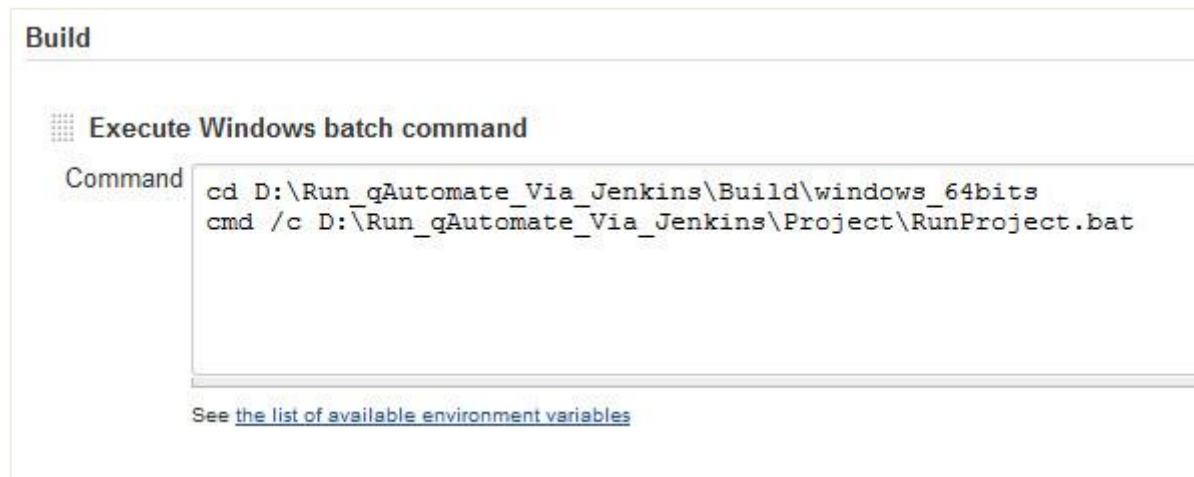 Build
Execute Windows batch command
Command
cd D:\Run_qAutomate_Via_Jenkins\Build\windows_64bits
cmd /c D:\Run_qAutomate_Via_Jenkins\Project\RunProject.bat
See the list of available environment variables